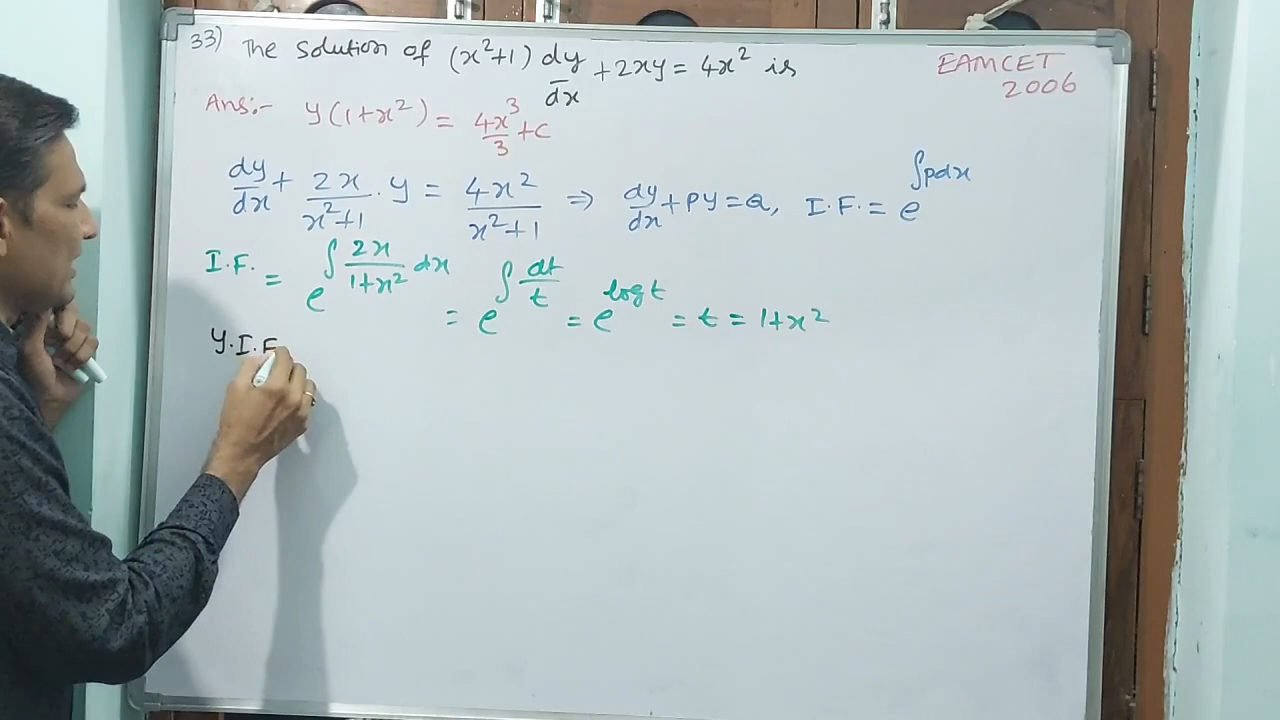 33) The Solution of (x²+1) dy/dx + 2xy = 4x² is
EAMCET 2006
Ans:- y(1+x²) = 4x³/3 + c
dy/dx + 2x/x²+1 . y = 4x²/x²+1 ⇒ dy/dx + Py = Q, I.F. = e^∫pdx
I.F. = e^∫ 2x/1+x² dx = e^∫ dt/t = e^log t = t = 1+x²
y.I.F